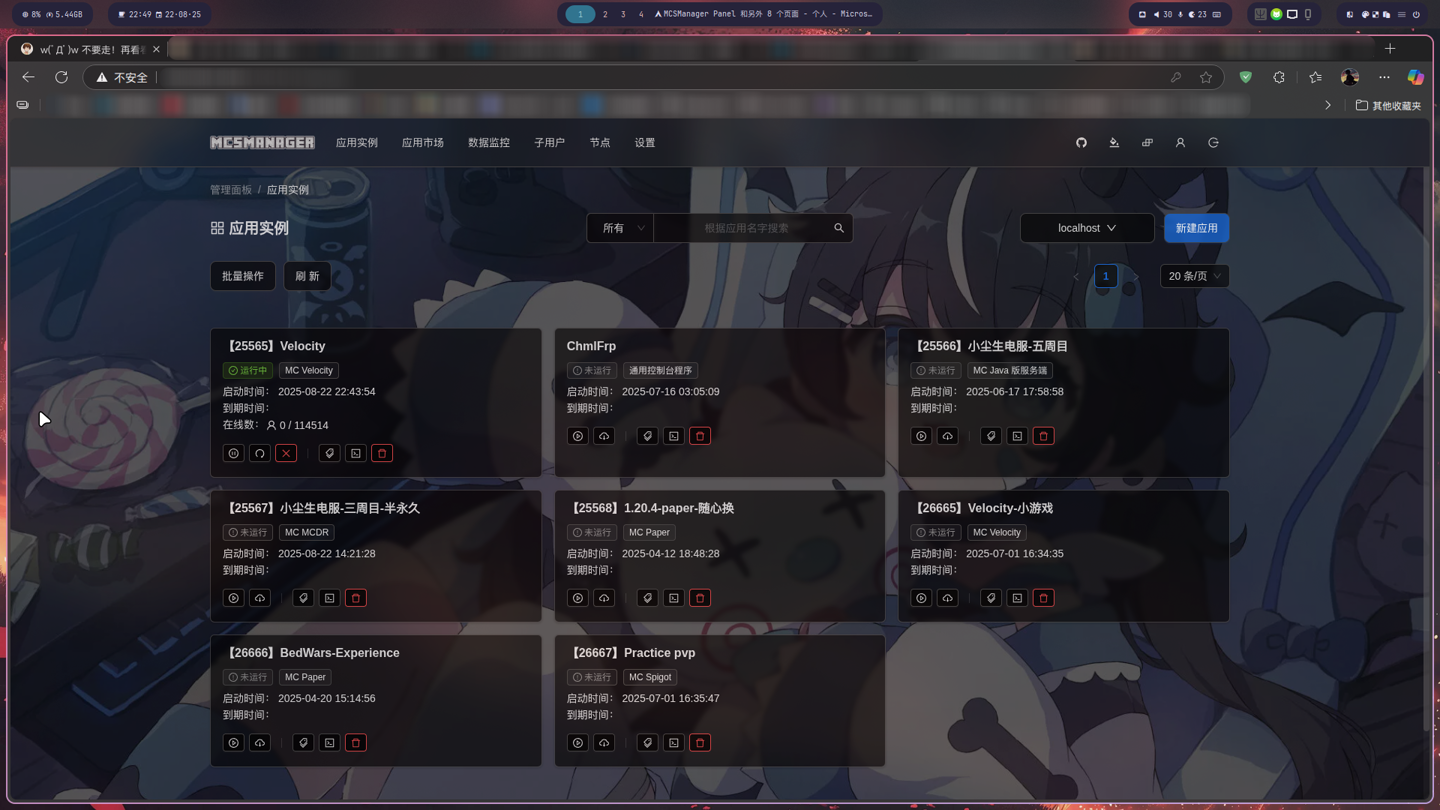 8% 5.44GB
22:49 22-08-25
1 2 3 4 MCSManager Panel 和另外 8 个页面 - 个人 - Micros…
30 23
w(ﾟДﾟ)w 不要走！再看看
不安全
其他收藏夹
MCSMANAGER 应用实例 应用市场 数据监控 子用户 节点 设置
管理面板 / 应用实例
应用实例
所有 根据应用名字搜索
localhost 新建应用
批量操作 刷 新
1 20 条/页
【25565】Velocity
运行中 MC Velocity
启动时间： 2025-08-22 22:43:54
到期时间：
在线数： 0 / 114514
ChmlFrp
未运行 通用控制台程序
启动时间： 2025-07-16 03:05:09
到期时间：
【25566】小尘生电服-五周目
未运行 MC Java 版服务端
启动时间： 2025-06-17 17:58:58
到期时间：
【25567】小尘生电服-三周目-半永久
未运行 MC MCDR
启动时间： 2025-08-22 14:21:28
到期时间：
【25568】1.20.4-paper-随心换
未运行 MC Paper
启动时间： 2025-04-12 18:48:28
到期时间：
【26665】Velocity-小游戏
未运行 MC Velocity
启动时间： 2025-07-01 16:34:35
到期时间：
【26666】BedWars-Experience
未运行 MC Paper
启动时间： 2025-04-20 15:14:56
到期时间：
【26667】Practice pvp
未运行 MC Spigot
启动时间： 2025-07-01 16:35:47
到期时间：